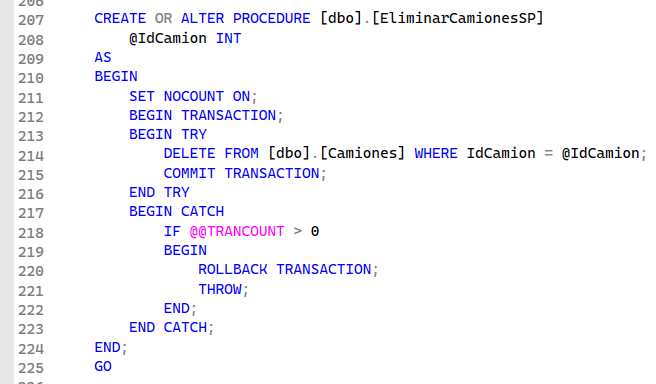 207 CREATE OR ALTER PROCEDURE [dbo].[EliminarCamionesSP]
208 @IdCamion INT
209 AS
210 BEGIN
211 SET NOCOUNT ON;
212 BEGIN TRANSACTION;
213 BEGIN TRY
214 DELETE FROM [dbo].[Camiones] WHERE IdCamion = @IdCamion;
215 COMMIT TRANSACTION;
216 END TRY
217 BEGIN CATCH
218 IF @@TRANCOUNT > 0
219 BEGIN
220 ROLLBACK TRANSACTION;
221 THROW;
222 END;
223 END CATCH;
224 END;
225 GO